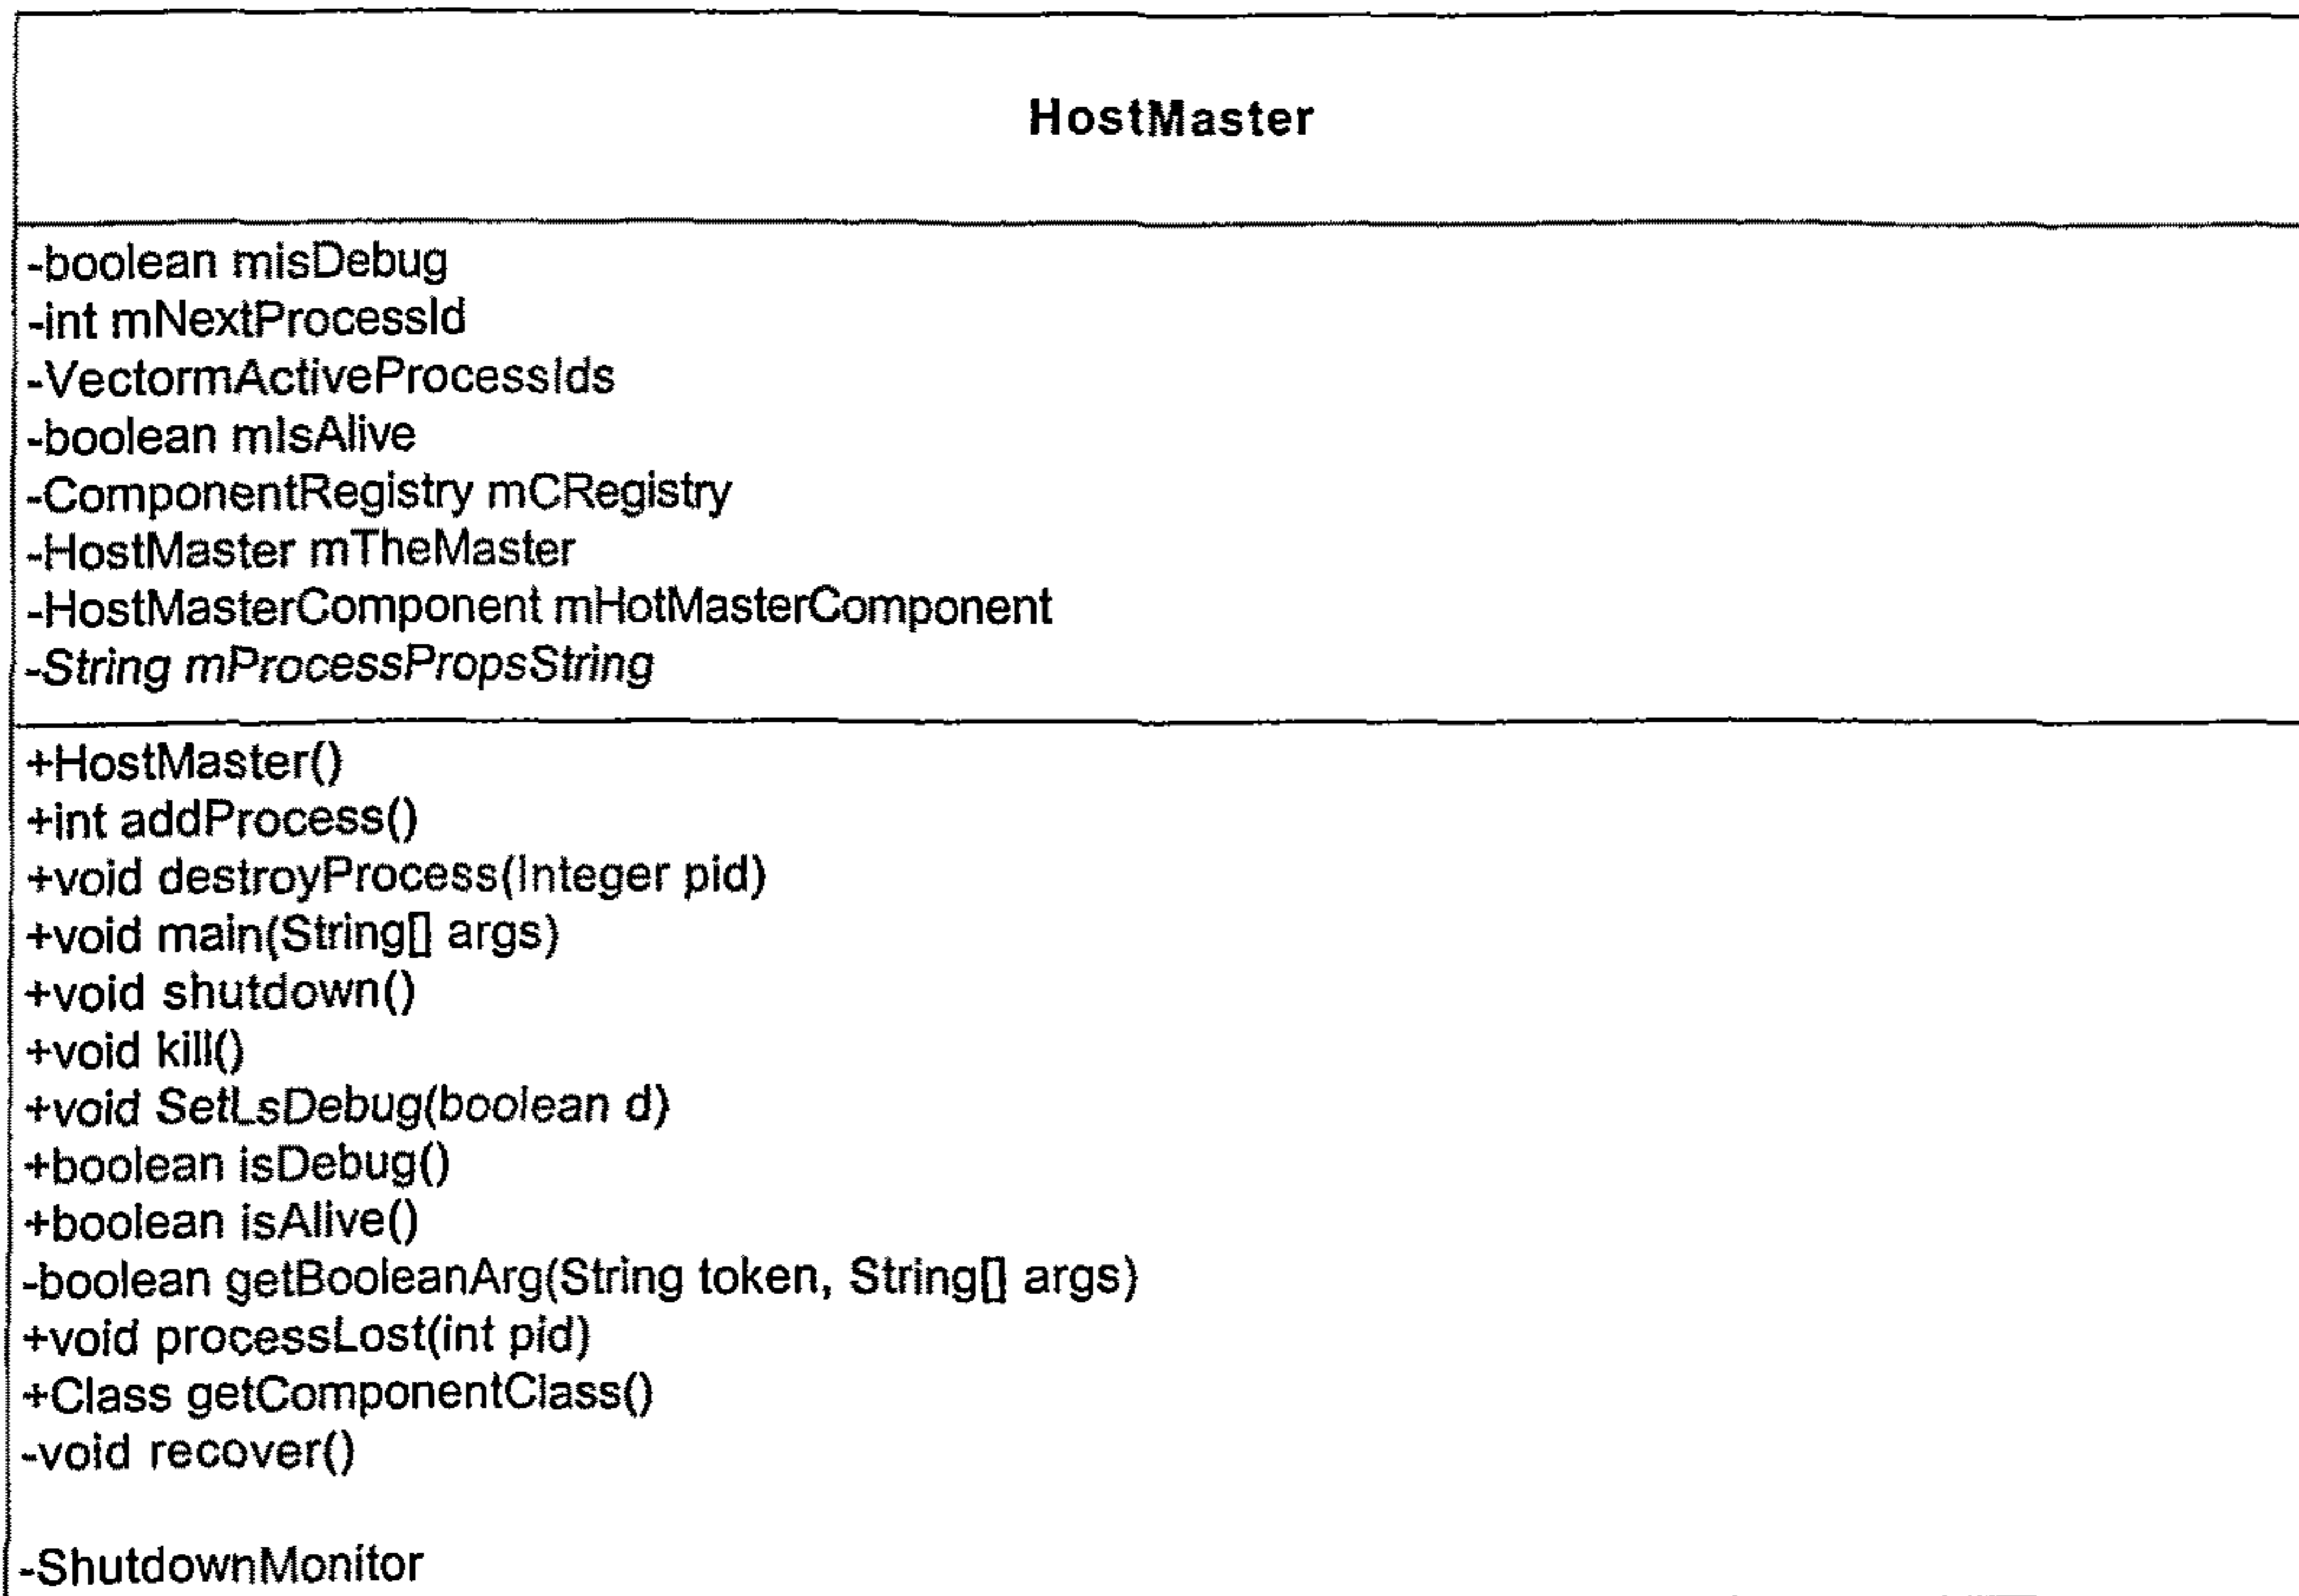 HostMaster
-boolean misDebug
-int mNextProcessId
-VectormActiveProcessIds
-boolean mIsAlive
-ComponentRegistry mCRegistry
-HostMaster mTheMaster
-HostMasterComponent mHotMasterComponent
-String mProcessPropsString
+HostMaster()
+int addProcess()
+void destroyProcess(Integer pid)
+void main(String[] args)
+void shutdown()
+void kill()
+void SetLsDebug(boolean d)
+boolean isDebug()
+boolean isAlive()
-boolean getBooleanArg(String token, String[] args)
+void processLost(int pid)
+Class getComponentClass()
-void recover()
-ShutdownMonitor